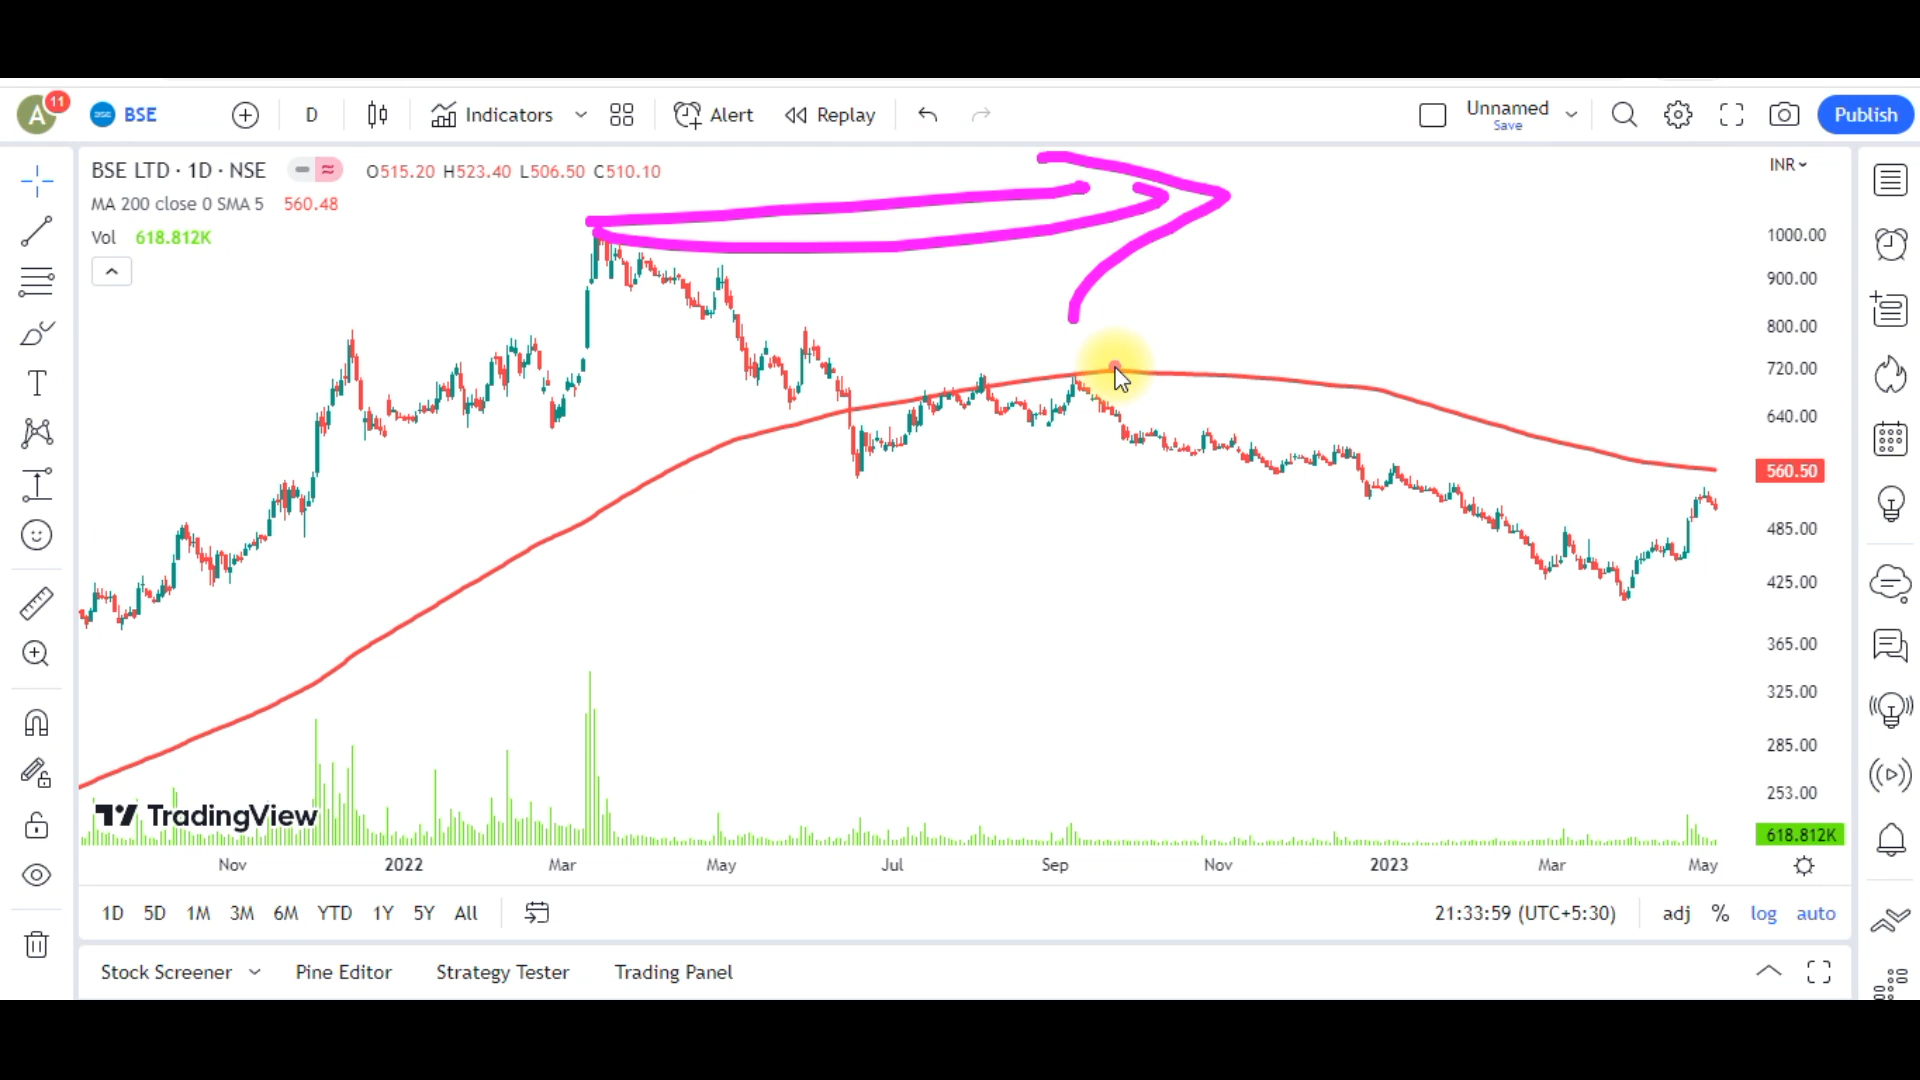 A 11 BSE BSE D Indicators Alert Replay Unnamed Save Publish
BSE LTD · 1D · NSE O515.20 H523.40 L506.50 C510.10 INR
MA 200 close 0 SMA 5 560.48
Vol 618.812K
1000.00
900.00
800.00
720.00
640.00
560.50
485.00
425.00
365.00
325.00
285.00
253.00
TradingView
618.812K
Nov 2022 Mar May Jul Sep Nov 2023 Mar May
1D 5D 1M 3M 6M YTD 1Y 5Y All 21:33:59 (UTC+5:30) adj % log auto
Stock Screener Pine Editor Strategy Tester Trading Panel